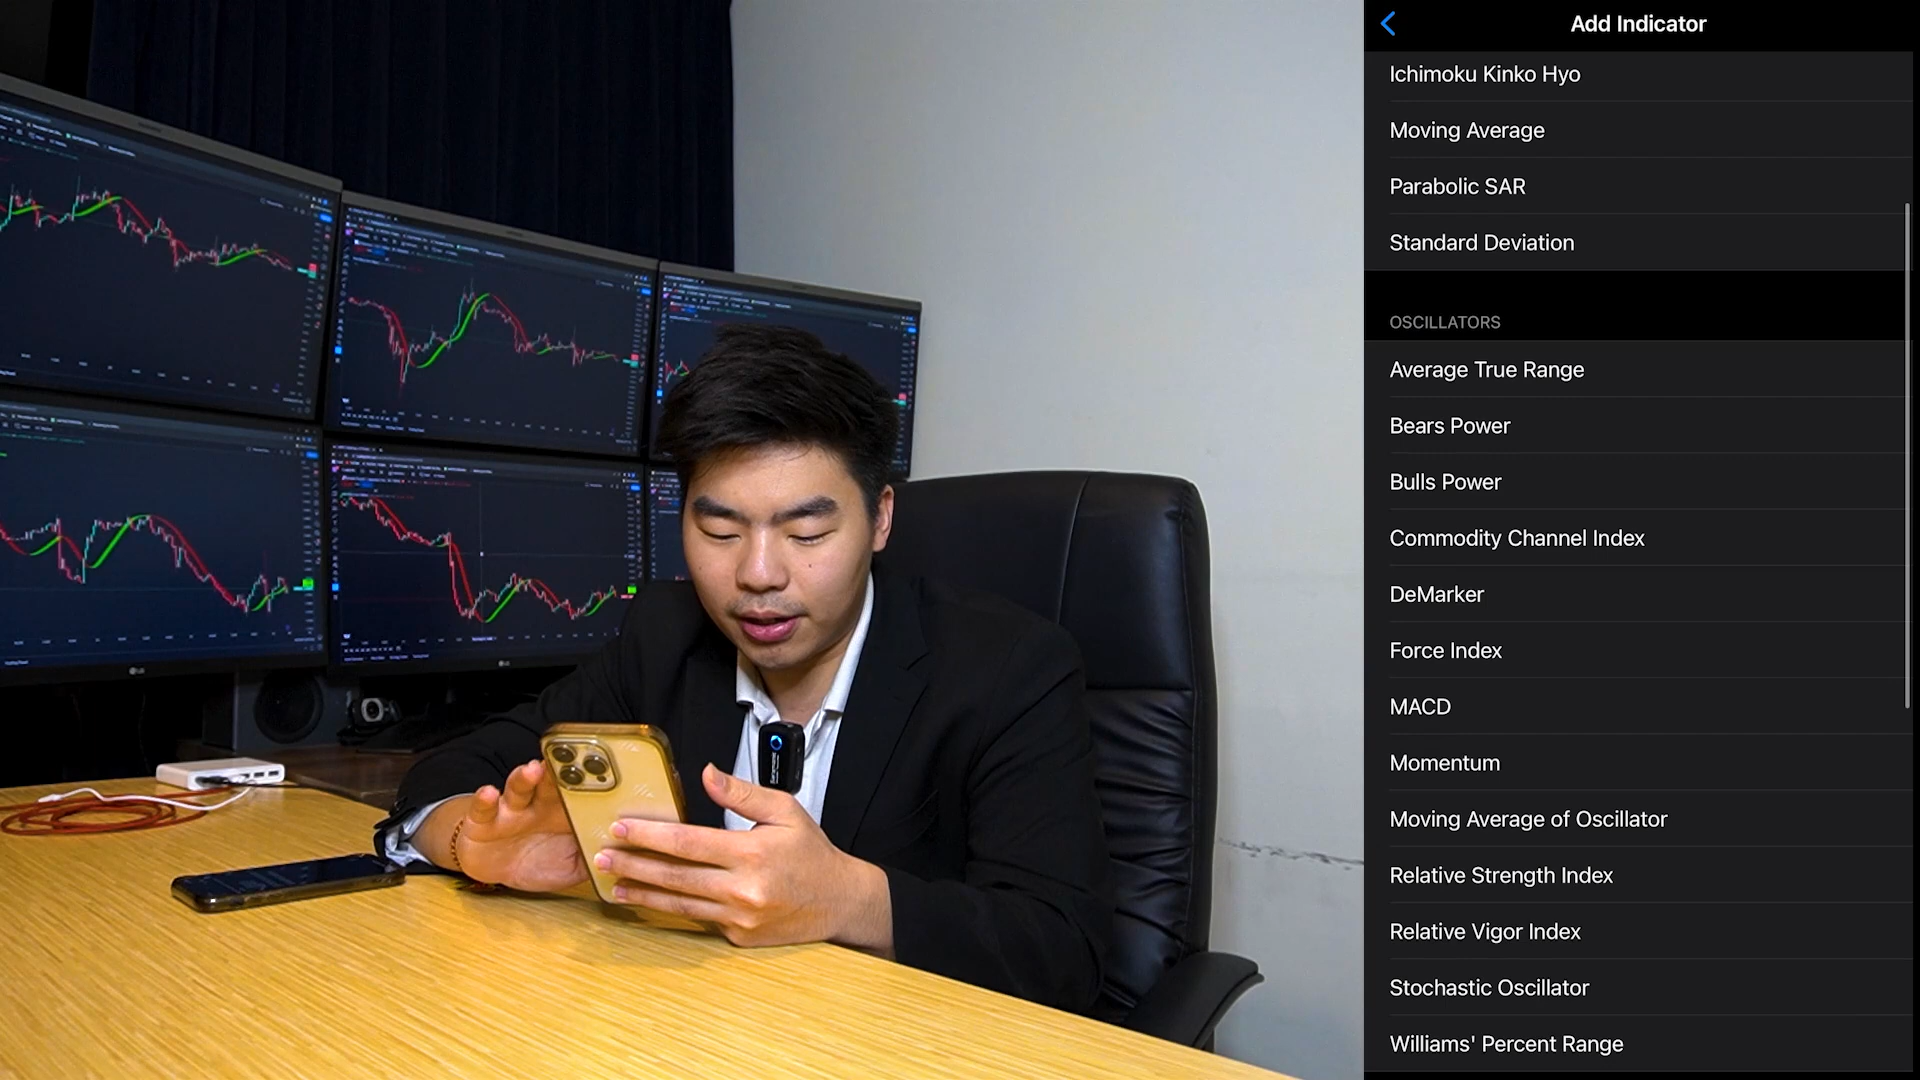 Add Indicator
Ichimoku Kinko Hyo
Moving Average
Parabolic SAR
Standard Deviation
OSCILLATORS
Average True Range
Bears Power
Bulls Power
Commodity Channel Index
DeMarker
Force Index
MACD
Momentum
Moving Average of Oscillator
Relative Strength Index
Relative Vigor Index
Stochastic Oscillator
Williams' Percent Range
LG
LG